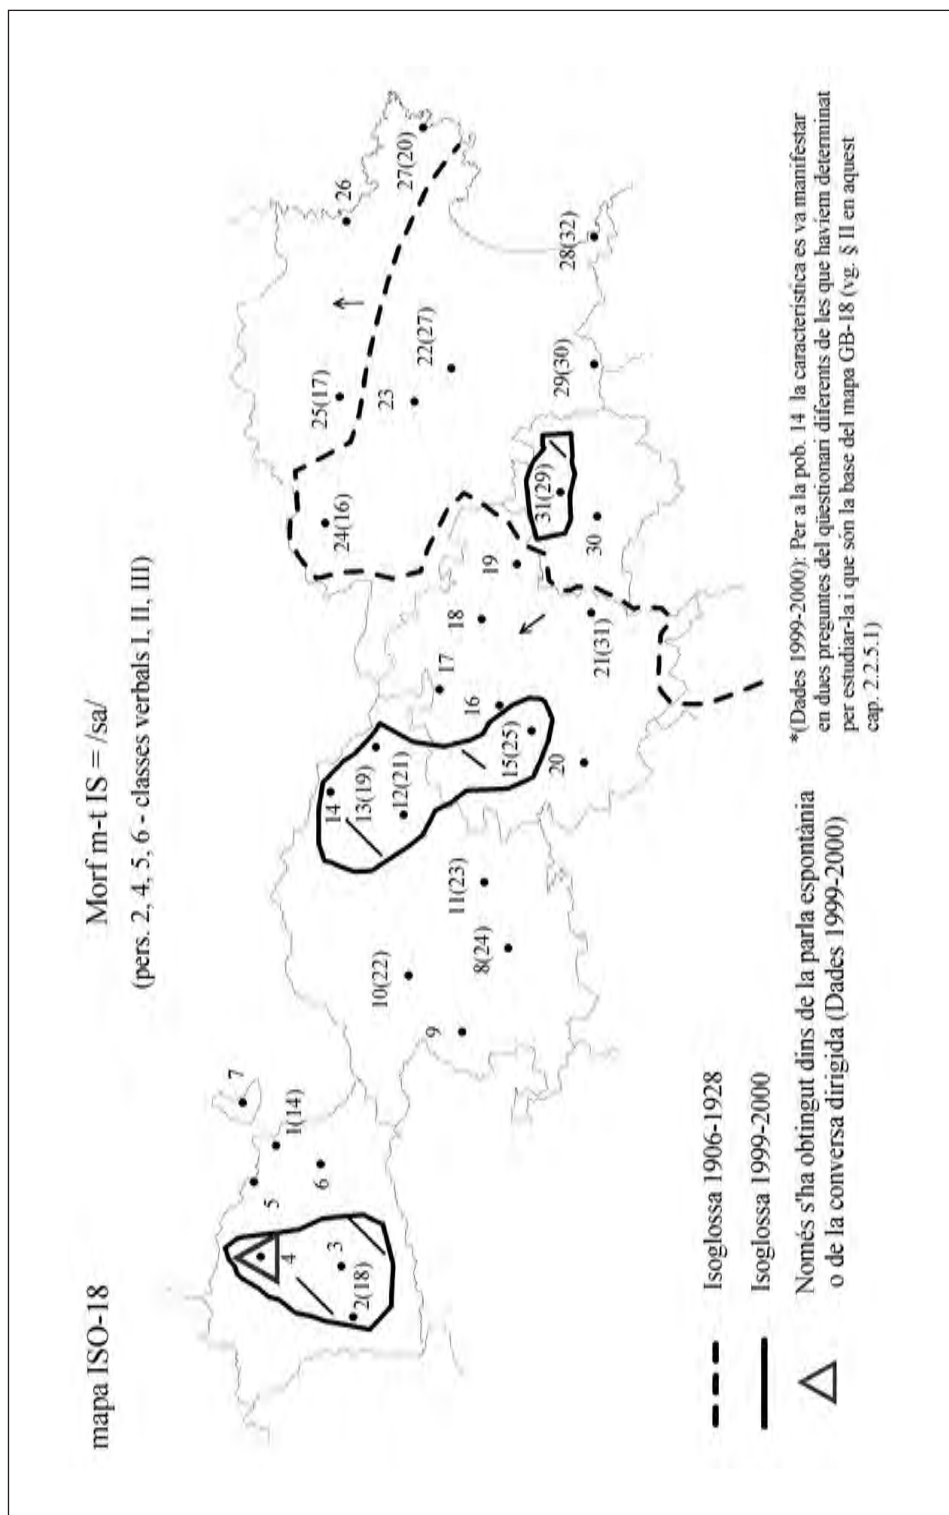 mapa ISO-18
Morf m-t IS = /sa/
(pers. 2, 4, 5, 6 - classes verbals I, II, III)
7
5
1(14)
6
4
3
2(18)
10(22)
9
8(24)
11(23)
14
13(19)
12(21)
15(25)
16
17
18
19
20
21(31)
24(16)
25(17)
26
27(20)
23
22(27)
28(32)
29(30)
31(29)
30
Isoglossa 1906-1928
Isoglossa 1999-2000
Només s'ha obtingut dins de la parla espontània
o de la conversa dirigida (Dades 1999-2000)
*(Dades 1999-2000): Per a la pob. 14 la característica es va manifestar
en dues preguntes del qüestionari diferents de les que havíem determinat
per estudiar-la i que són la base del mapa GB-18 (vg. § II en aquest
cap. 2.2.5.1)